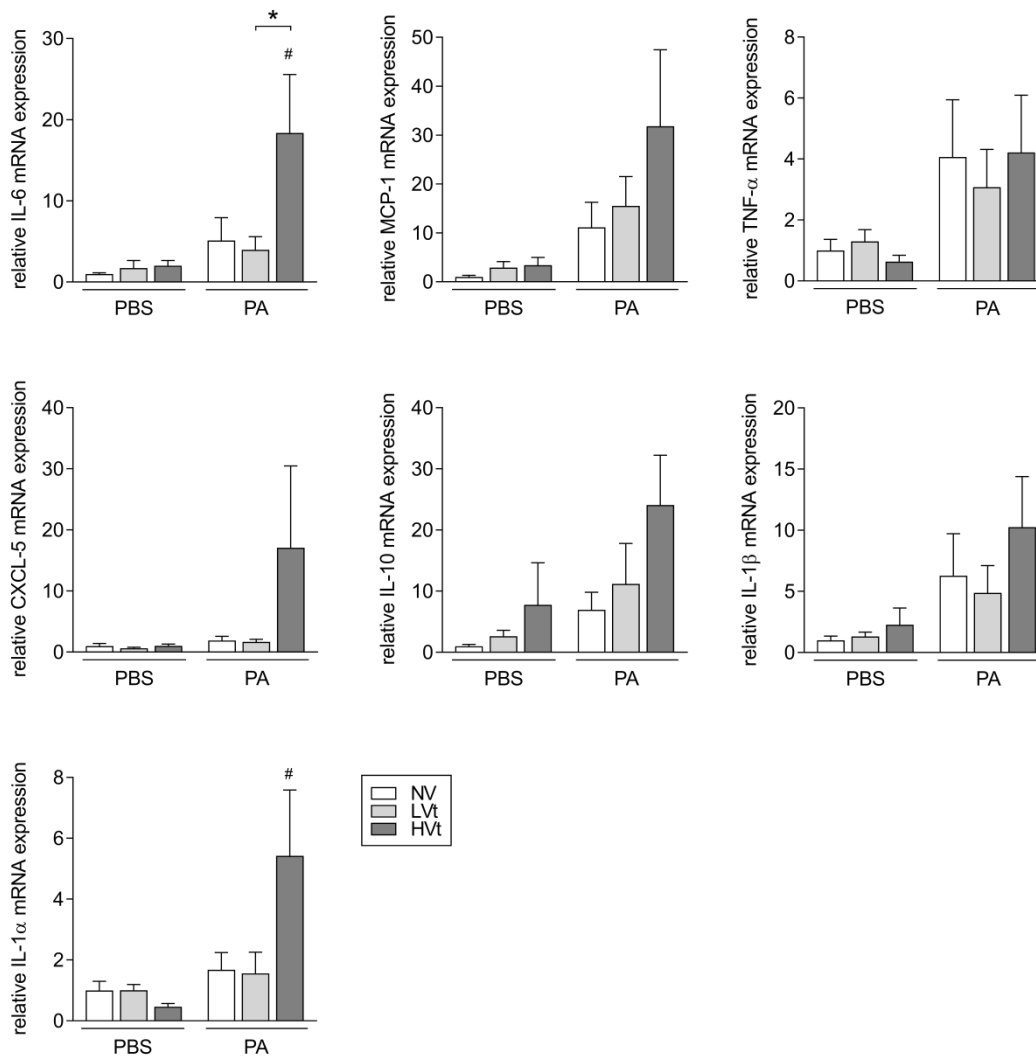 relative IL-6 mRNA expression
30
20
10
0
*
#
PBS
PA
relative MCP-1 mRNA expression
50
40
30
20
10
0
PBS
PA
relative TNF-α mRNA expression
8
6
4
2
0
PBS
PA
relative CXCL-5 mRNA expression
40
30
20
10
0
PBS
PA
relative IL-10 mRNA expression
40
30
20
10
0
PBS
PA
relative IL-1β mRNA expression
20
15
10
5
0
PBS
PA
relative IL-1α mRNA expression
8
6
4
2
0
#
PBS
PA
NV
LVt
HVt